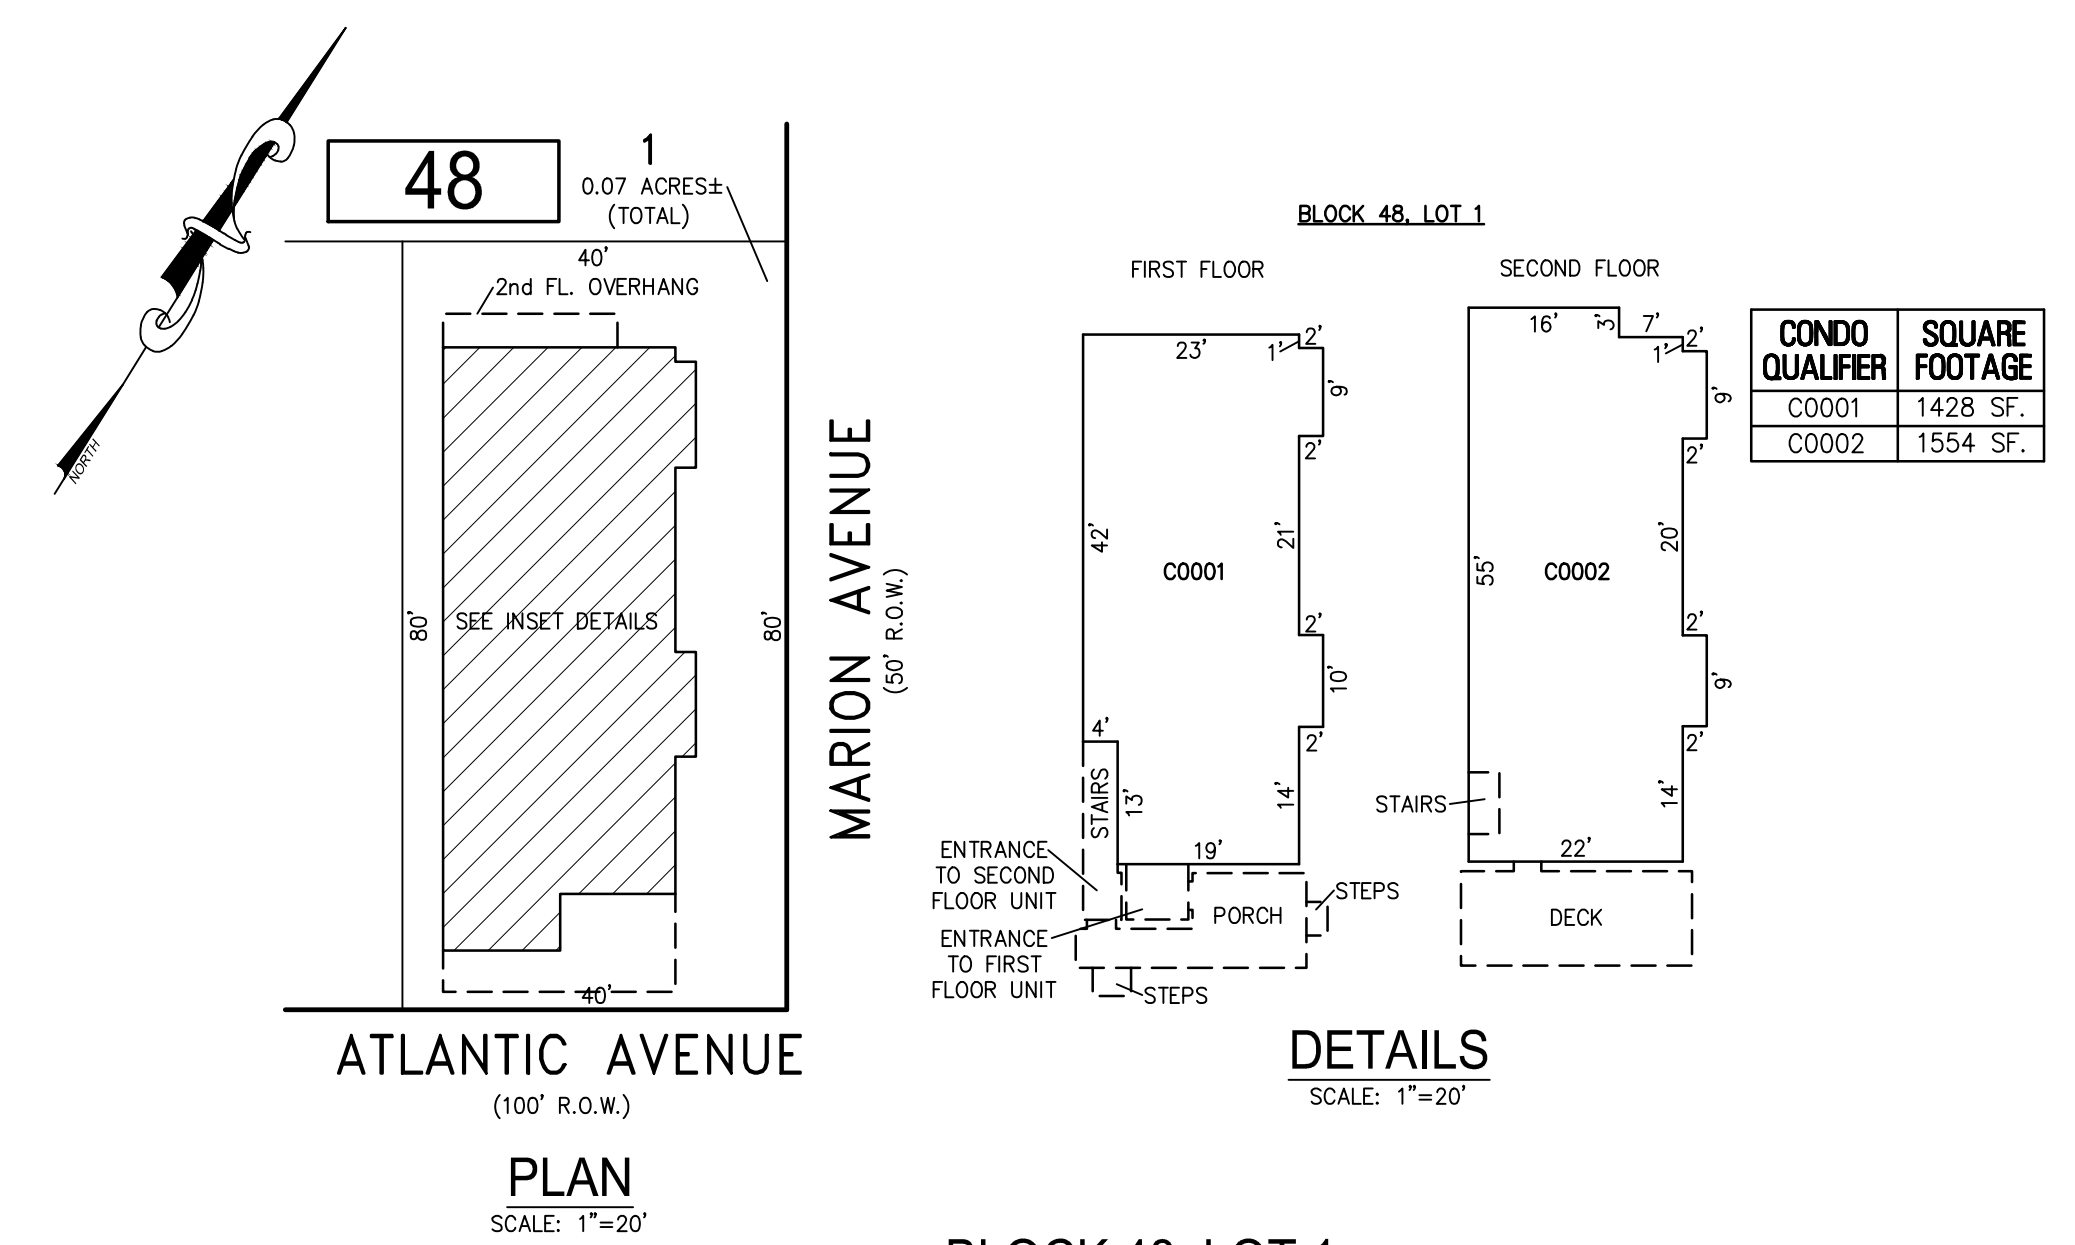 48
1
0.07 ACRES±
(TOTAL)
40'
2nd FL. OVERHANG
NORTH
80'
SEE INSET DETAILS
80'
MARION AVENUE
(50' R.O.W.)
40'
ATLANTIC AVENUE
(100' R.O.W.)
PLAN
SCALE: 1"=20'
BLOCK 48, LOT 1
FIRST FLOOR
23'
1'
2'
9'
2'
42'
21'
C0001
2'
10'
4'
2'
STAIRS
13'
14'
19'
ENTRANCE
TO SECOND
FLOOR UNIT
ENTRANCE
TO FIRST
FLOOR UNIT
PORCH
STEPS
STEPS
SECOND FLOOR
16'
3'
7'
1'
2'
9'
2'
55'
20'
C0002
2'
9'
2'
STAIRS
14'
22'
DECK
CONDO QUALIFIER
SQUARE FOOTAGE
C0001 1428 SF.
C0002 1554 SF.
DETAILS
SCALE: 1"=20'